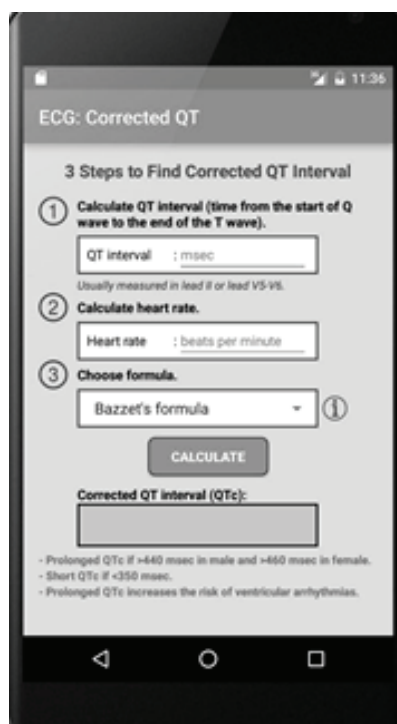 11:36
ECG: Corrected QT
3 Steps to Find Corrected QT Interval
1 Calculate QT interval (time from the start of Q
wave to the end of the T wave).
QT interval : msec
Usually measured in lead II or lead V5-V6.
2 Calculate heart rate.
Heart rate : beats per minute
3 Choose formula.
Bazzet's formula
CALCULATE
Corrected QT interval (QTc):
- Prolonged QTc if >440 msec in male and >460 msec in female.
- Short QTc if <350 msec.
- Prolonged QTc increases the risk of ventricular arrhythmias.